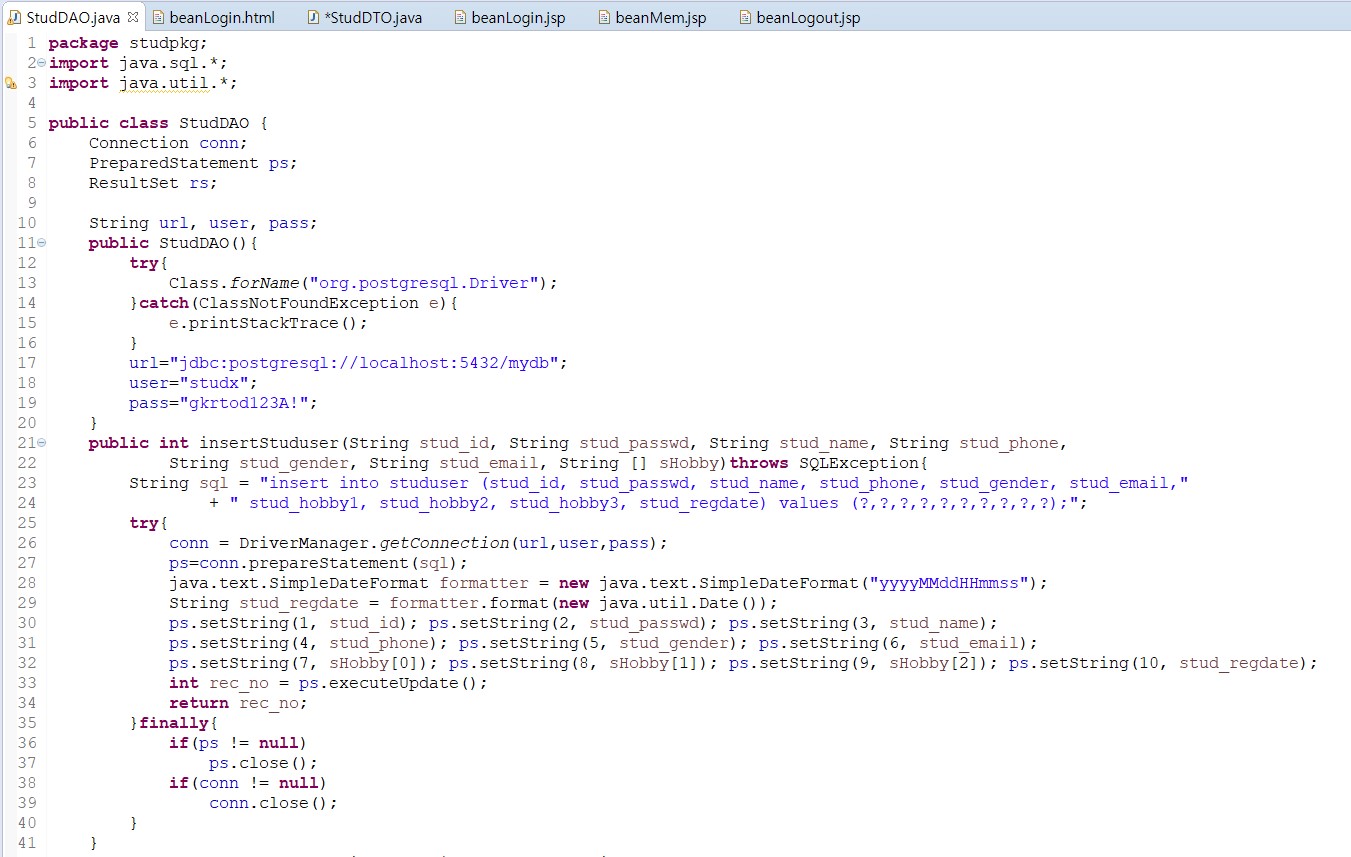 StudDAO.java beanLogin.html *StudDTO.java beanLogin.jsp beanMem.jsp beanLogout.jsp
1 package studpkg;
2 import java.sql.*;
3 import java.util.*;
4
5 public class StudDAO {
6 Connection conn;
7 PreparedStatement ps;
8 ResultSet rs;
9
10 String url, user, pass;
11 public StudDAO(){
12 try{
13 Class.forName("org.postgresql.Driver");
14 }catch(ClassNotFoundException e){
15 e.printStackTrace();
16 }
17 url="jdbc:postgresql://localhost:5432/mydb";
18 user="studx";
19 pass="gkrtod123A!";
20 }
21 public int insertStuduser(String stud_id, String stud_passwd, String stud_name, String stud_phone,
22 String stud_gender, String stud_email, String [] sHobby)throws SQLException{
23 String sql = "insert into studuser (stud_id, stud_passwd, stud_name, stud_phone, stud_gender, stud_email,"
24 + " stud_hobby1, stud_hobby2, stud_hobby3, stud_regdate) values (?,?,?,?,?,?,?,?,?,?);";
25 try{
26 conn = DriverManager.getConnection(url,user,pass);
27 ps=conn.prepareStatement(sql);
28 java.text.SimpleDateFormat formatter = new java.text.SimpleDateFormat("yyyyMMddHHmmss");
29 String stud_regdate = formatter.format(new java.util.Date());
30 ps.setString(1, stud_id); ps.setString(2, stud_passwd); ps.setString(3, stud_name);
31 ps.setString(4, stud_phone); ps.setString(5, stud_gender); ps.setString(6, stud_email);
32 ps.setString(7, sHobby[0]); ps.setString(8, sHobby[1]); ps.setString(9, sHobby[2]); ps.setString(10, stud_regdate);
33 int rec_no = ps.executeUpdate();
34 return rec_no;
35 }finally{
36 if(ps != null)
37 ps.close();
38 if(conn != null)
39 conn.close();
40 }
41 }